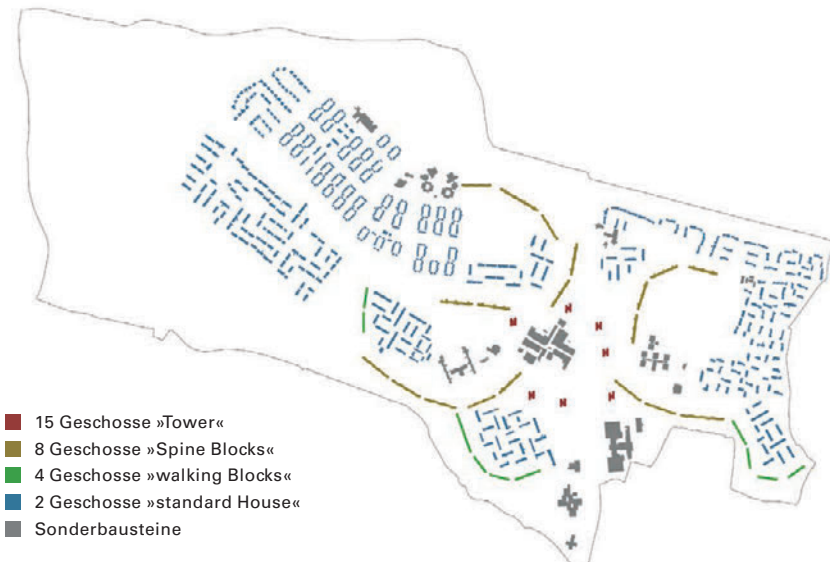 15 Geschosse »Tower«
8 Geschosse »Spine Blocks«
4 Geschosse »walking Blocks«
2 Geschosse »standard House«
Sonderbausteine